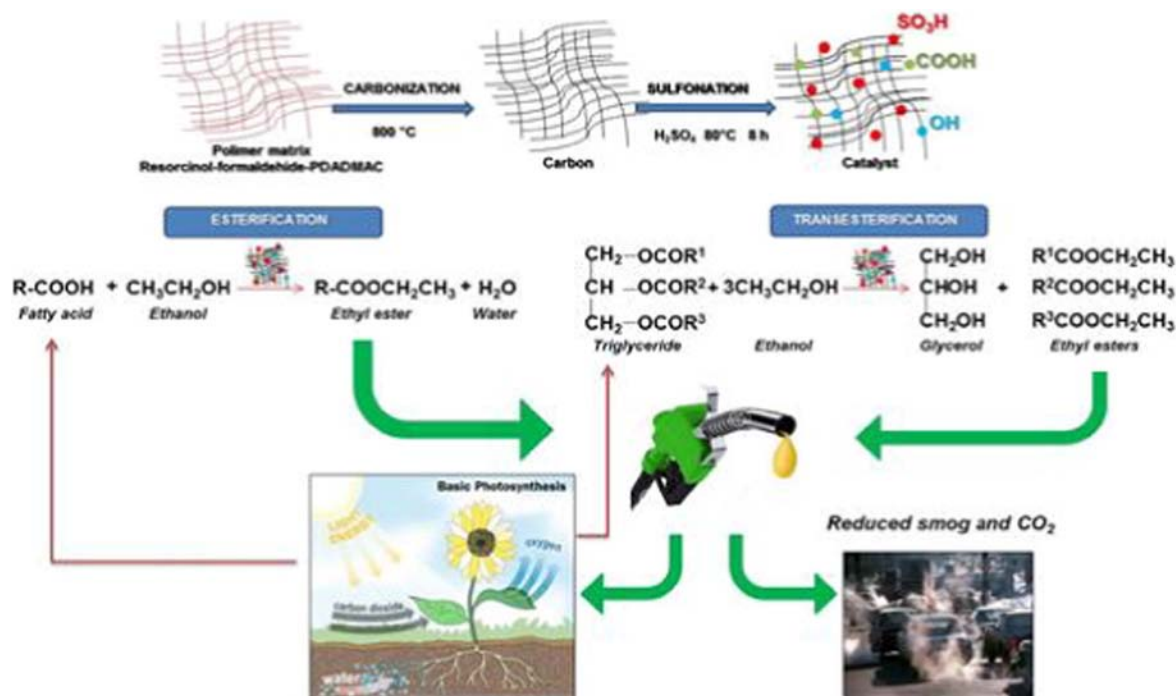 SO₃H
COOH
OH
CARBONIZATION
800 °C
SULFONATION
H₂SO₄ 80°C 8 h
Polimer matrix
Resorcinol-formaldehide-PDADMAC
Carbon
Catalyst
ESTERIFICATION
R-COOH + CH₃CH₂OH R-COOCH₂CH₃ + H₂O
Fatty acid Ethanol Ethyl ester Water
TRANSESTERIFICATION
CH₂–OCOR¹ CH₂OH R¹COOCH₂CH₃
CH –OCOR² + 3CH₃CH₂OH CHOH + R²COOCH₂CH₃
CH₂–OCOR³ CH₂OH R³COOCH₂CH₃
Triglyceride Ethanol Glycerol Ethyl esters
Basic Photosynthesis
LIGHT
ENERGY
oxygen
carbon dioxide
water
Reduced smog and CO₂